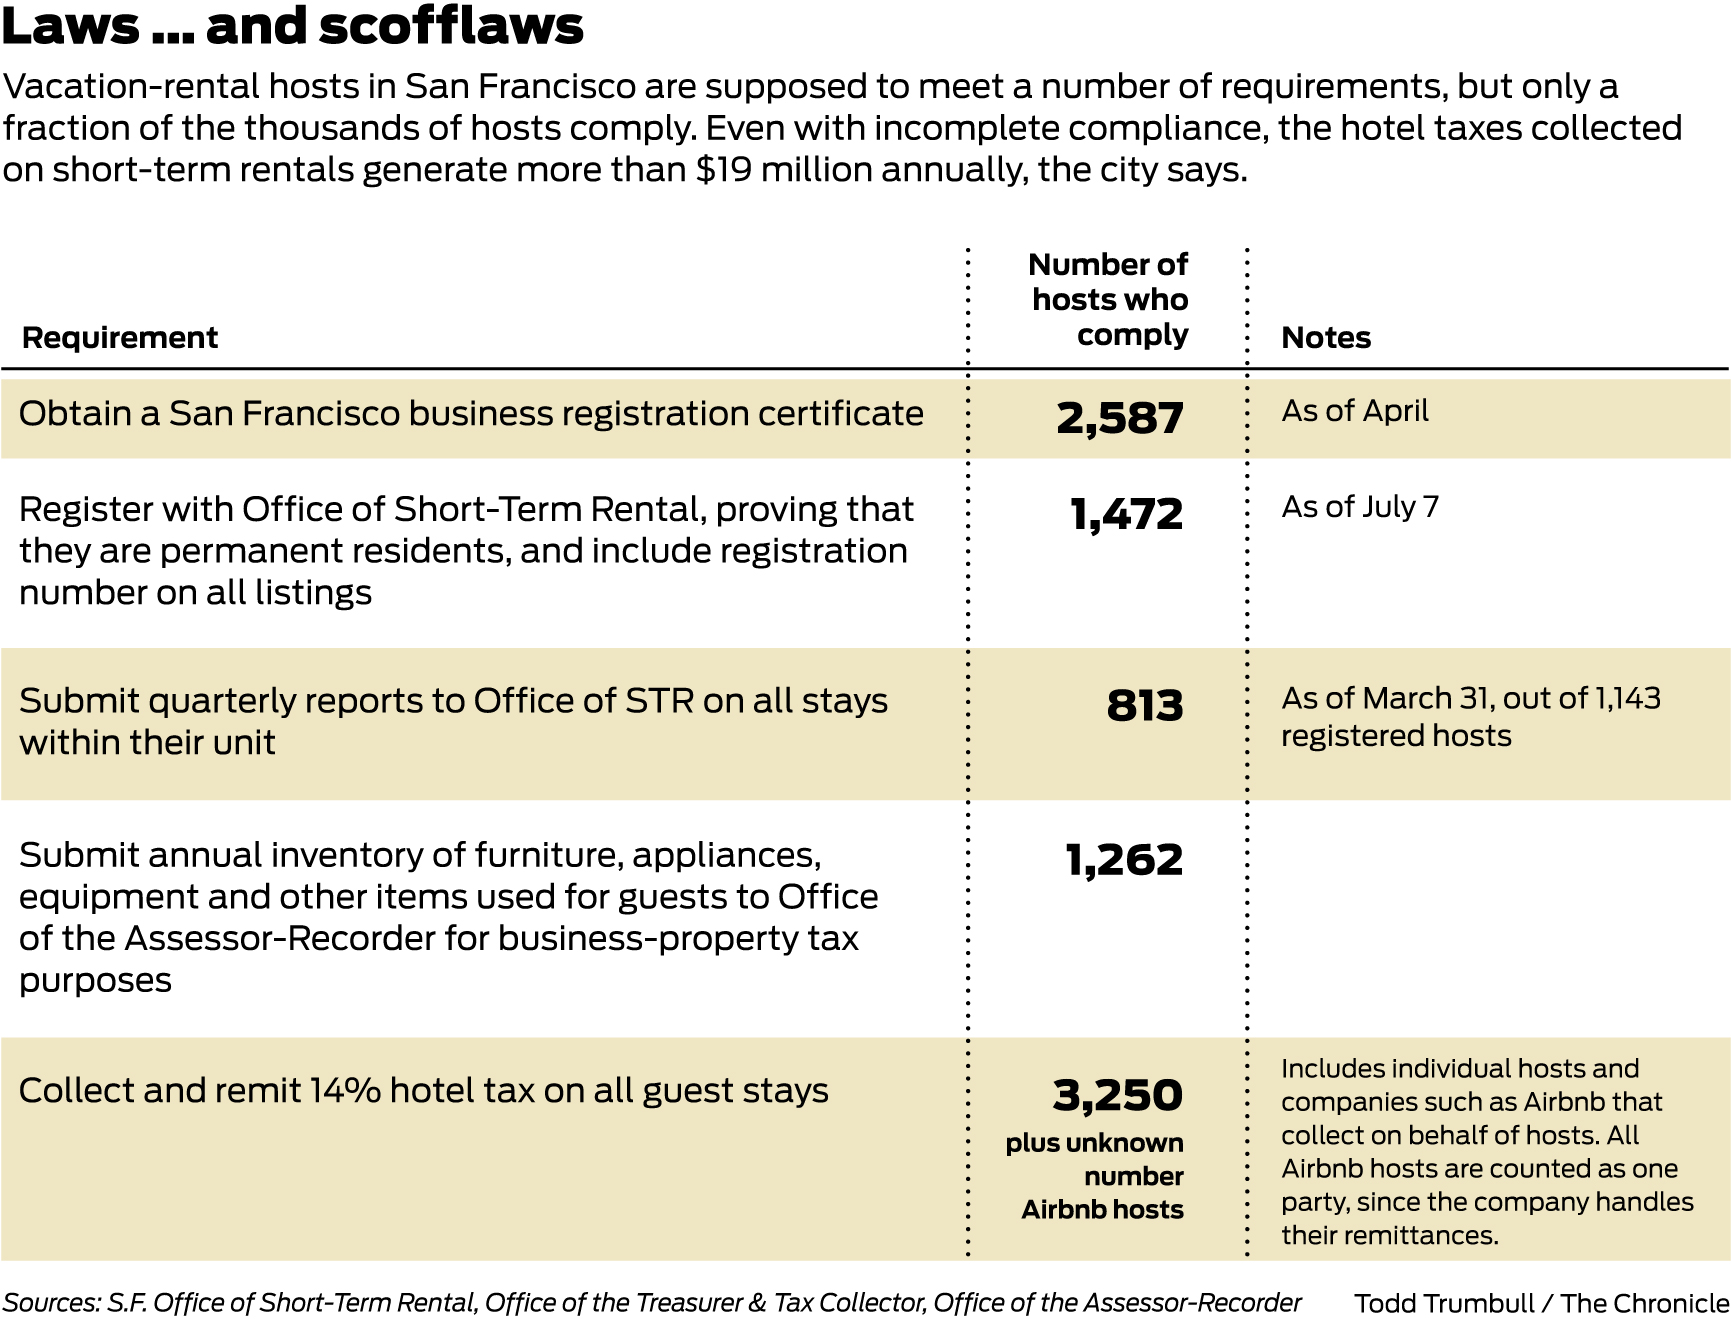 Laws ... and scofflaws
Vacation-rental hosts in San Francisco are supposed to meet a number of requirements, but only a
fraction of the thousands of hosts comply. Even with incomplete compliance, the hotel taxes collected
on short-term rentals generate more than $19 million annually, the city says.
Requirement
Number of
hosts who
comply
Notes
Obtain a San Francisco business registration certificate
2,587
As of April
Register with Office of Short-Term Rental, proving that
they are permanent residents, and include registration
number on all listings
1,472
As of July 7
Submit quarterly reports to Office of STR on all stays
within their unit
813
As of March 31, out of 1,143
registered hosts
Submit annual inventory of furniture, appliances,
equipment and other items used for guests to Office
of the Assessor-Recorder for business-property tax
purposes
1,262
Collect and remit 14% hotel tax on all guest stays
3,250
plus unknown
number
Airbnb hosts
Includes individual hosts and
companies such as Airbnb that
collect on behalf of hosts. All
Airbnb hosts are counted as one
party, since the company handles
their remittances.
Sources: S.F. Office of Short-Term Rental, Office of the Treasurer & Tax Collector, Office of the Assessor-Recorder
Todd Trumbull / The Chronicle